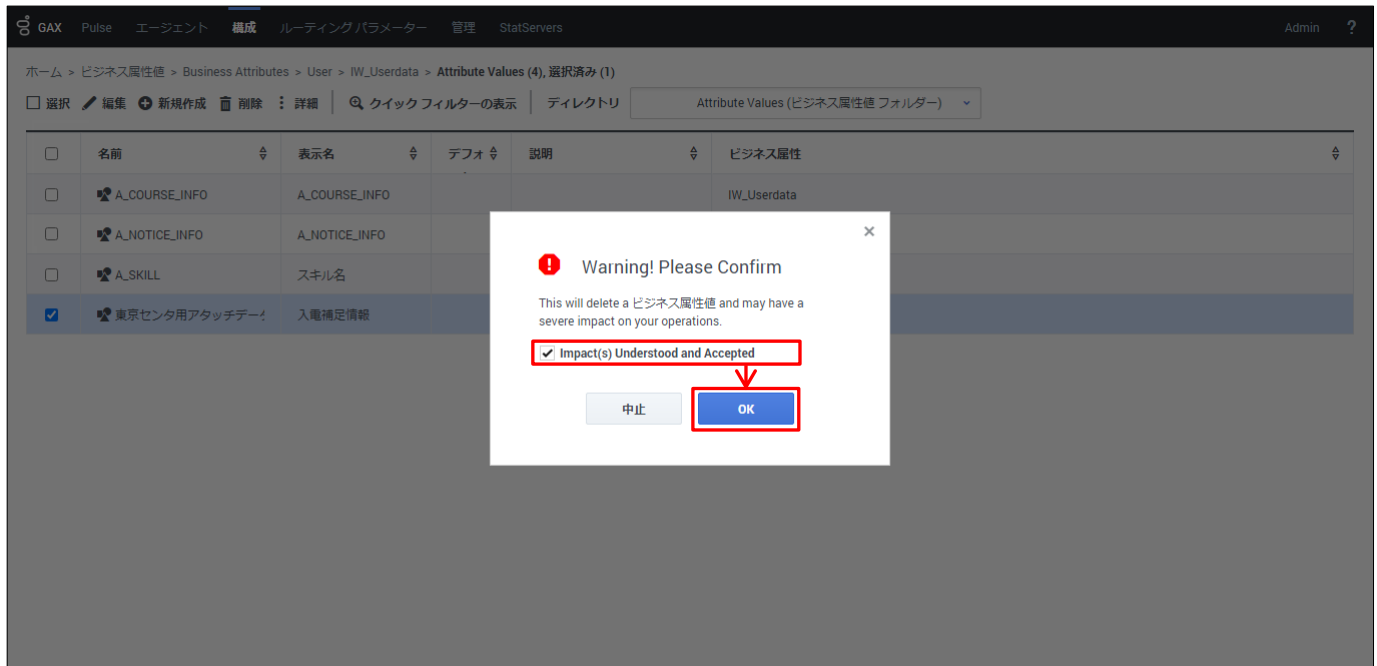 GAX Pulse エージェント 構成 ルーティング パラメーター 管理 StatServers Admin ?
ホーム > ビジネス属性値 > Business Attributes > User > IW_Userdata > Attribute Values (4), 選択済み (1)
選択 編集 新規作成 削除 詳細 クイック フィルターの表示 ディレクトリ Attribute Values (ビジネス属性値 フォルダー)
名前 表示名 デフォ 説明 ビジネス属性
A_COURSE_INFO A_COURSE_INFO IW_Userdata
A_NOTICE_INFO A_NOTICE_INFO
A_SKILL スキル名
東京センタ用アタッチデータ 入電補足情報
Warning! Please Confirm
This will delete a ビジネス属性値 and may have a
severe impact on your operations.
Impact(s) Understood and Accepted
中止 OK